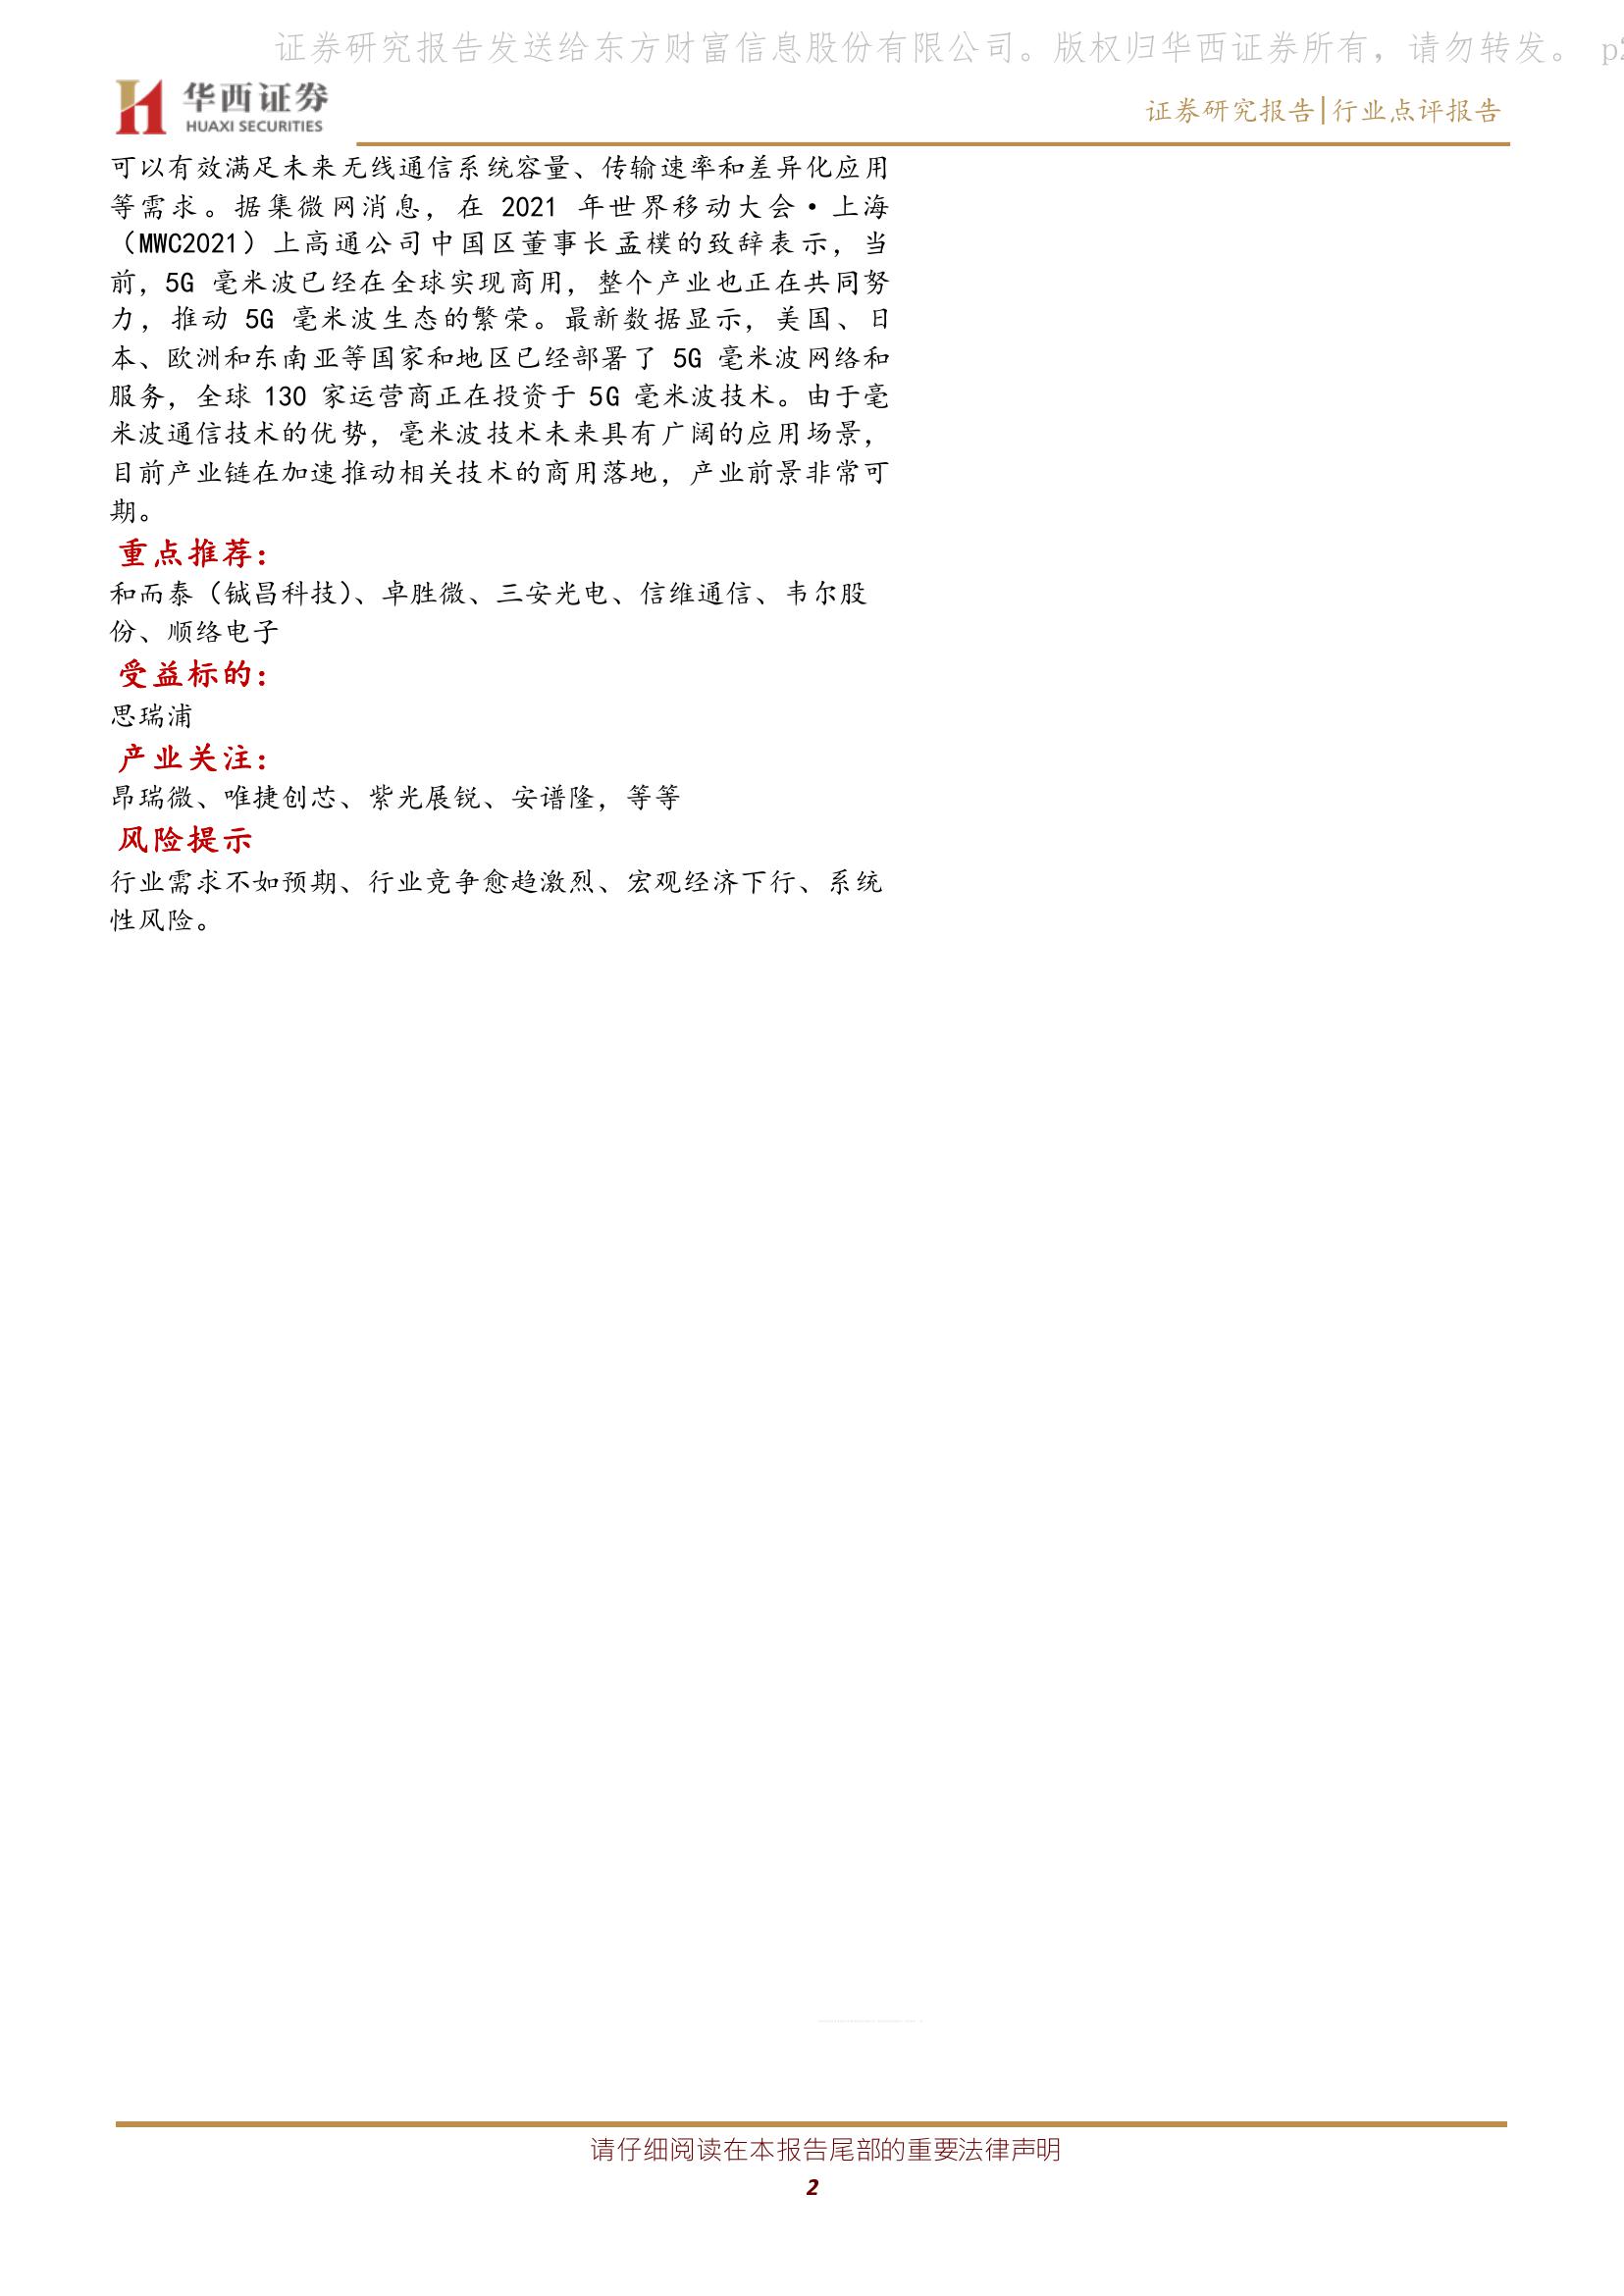 证券研究报告发送给东方财富信息股份有限公司。版权归华西证券所有，请勿转发。 p2
华西证券
HUAXI SECURITIES
证券研究报告|行业点评报告
可以有效满足未来无线通信系统容量、传输速率和差异化应用
等需求。据集微网消息，在 2021 年世界移动大会·上海
（MWC2021）上高通公司中国区董事长孟樸的致辞表示，当
前，5G 毫米波已经在全球实现商用，整个产业也正在共同努
力，推动 5G 毫米波生态的繁荣。最新数据显示，美国、日
本、欧洲和东南亚等国家和地区已经部署了 5G 毫米波网络和
服务，全球 130 家运营商正在投资于 5G 毫米波技术。由于毫
米波通信技术的优势，毫米波技术未来具有广阔的应用场景，
目前产业链在加速推动相关技术的商用落地，产业前景非常可
期。
重点推荐：
和而泰（铖昌科技）、卓胜微、三安光电、信维通信、韦尔股
份、顺络电子
受益标的：
思瑞浦
产业关注：
昂瑞微、唯捷创芯、紫光展锐、安谱隆，等等
风险提示
行业需求不如预期、行业竞争愈趋激烈、宏观经济下行、系统
性风险。
请仔细阅读在本报告尾部的重要法律声明
2